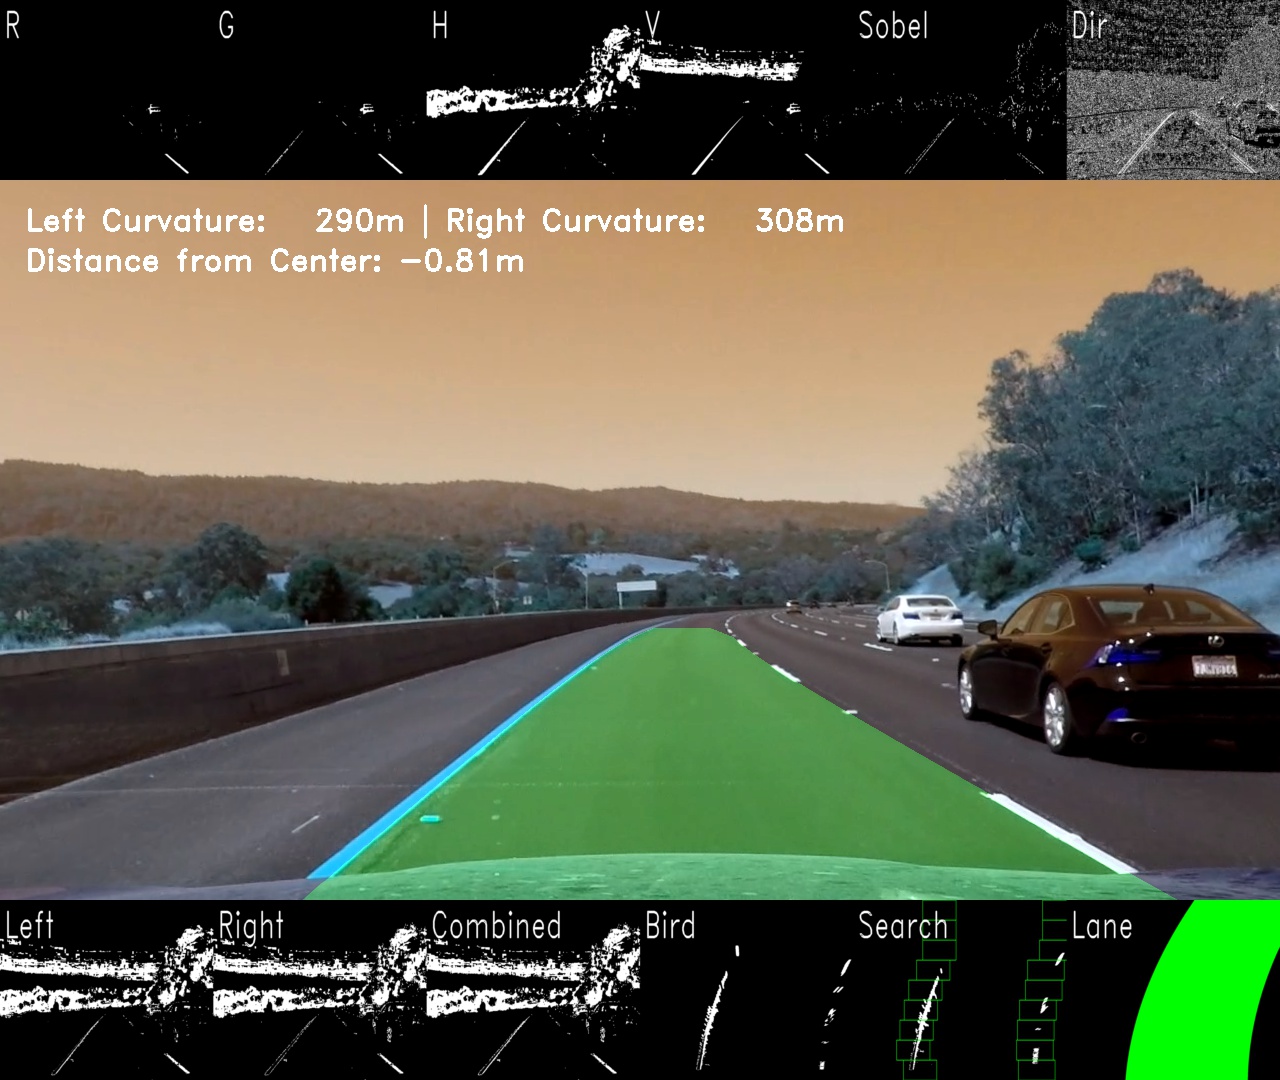 R G H V Sobel Dir
Left Curvature: 290m | Right Curvature: 308m
Distance from Center: -0.81m
Left Right Combined Bird Search Lane